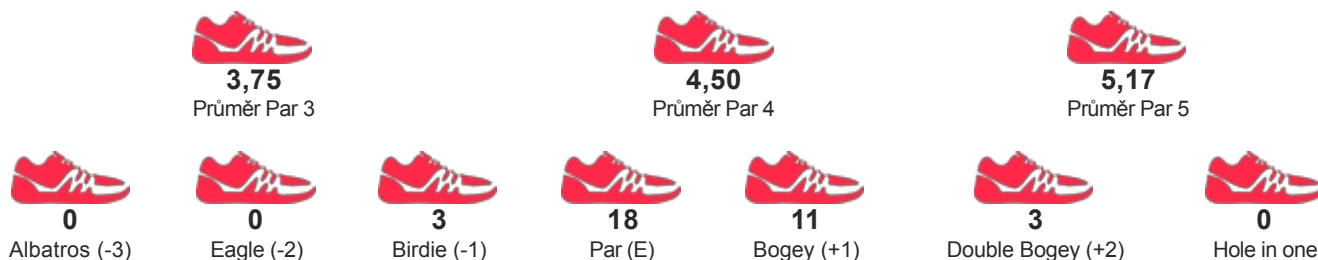 3,75
Průměr Par 3
4,50
Průměr Par 4
5,17
Průměr Par 5
0
Albatros (-3)
0
Eagle (-2)
3
Birdie (-1)
18
Par (E)
11
Bogey (+1)
3
Double Bogey (+2)
0
Hole in one